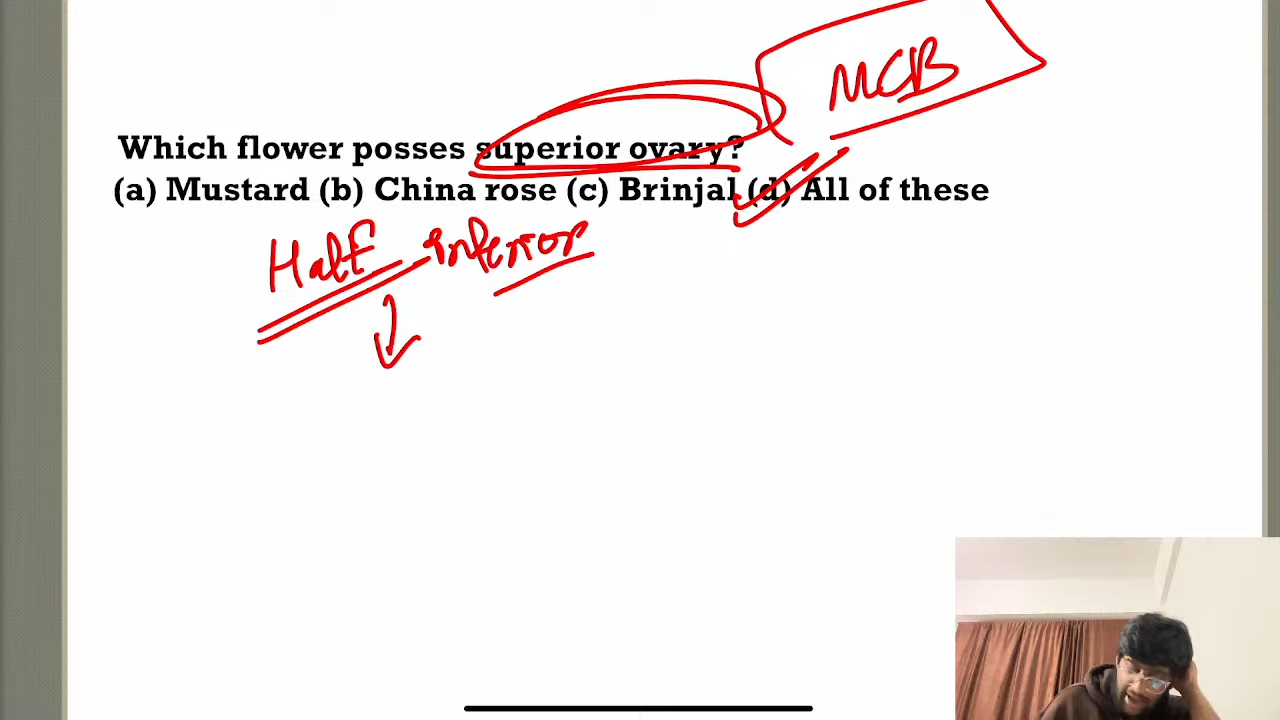 MCB
Which flower posses superior ovary?
(a) Mustard (b) China rose (c) Brinjal (d) All of these
Half inferior